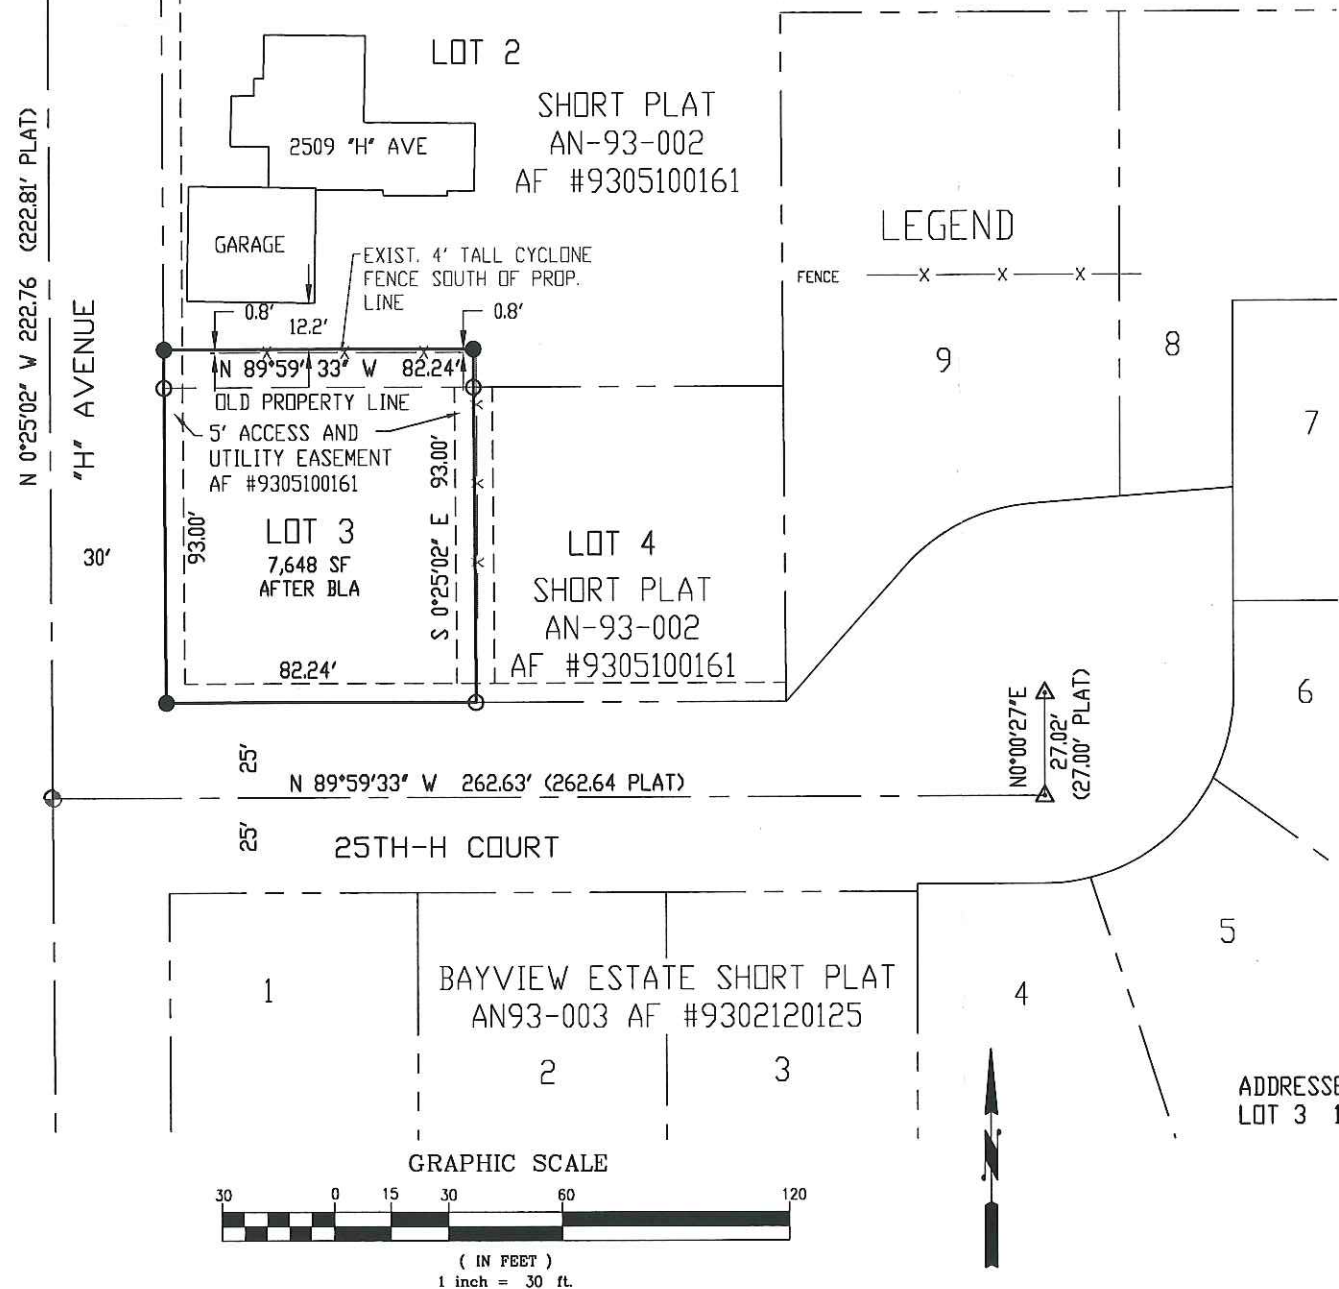 LOT 2
SHORT PLAT
AN-93-002
AF #9305100161
2509 "H" AVE
GARAGE
N 0°25'02" W 222.76 (222.81' PLAT)
"H" AVENUE
30'
EXIST. 4' TALL CYCLONE
FENCE SOUTH OF PROP.
LINE
0.8'
12.2'
0.8'
N 89°59'33" W 82.24'
OLD PROPERTY LINE
5' ACCESS AND
UTILITY EASEMENT
AF #9305100161
LOT 3
7,648 SF
AFTER BLA
93.00'
S 0°25'02" E 93.00'
82.24'
LOT 4
SHORT PLAT
AN-93-002
AF #9305100161
LEGEND
FENCE
X X X
9
8
7
6
5
N0°00'27"E
27.02'
(27.00' PLAT)
25'
N 89°59'33" W 262.63' (262.64 PLAT)
25'
25TH-H COURT
1
BAYVIEW ESTATE SHORT PLAT
AN93-003 AF #9302120125
2
3
4
N
ADDRESSE
LOT 3 1
GRAPHIC SCALE
30 0 15 30 60 120
( IN FEET )
1 inch = 30 ft.